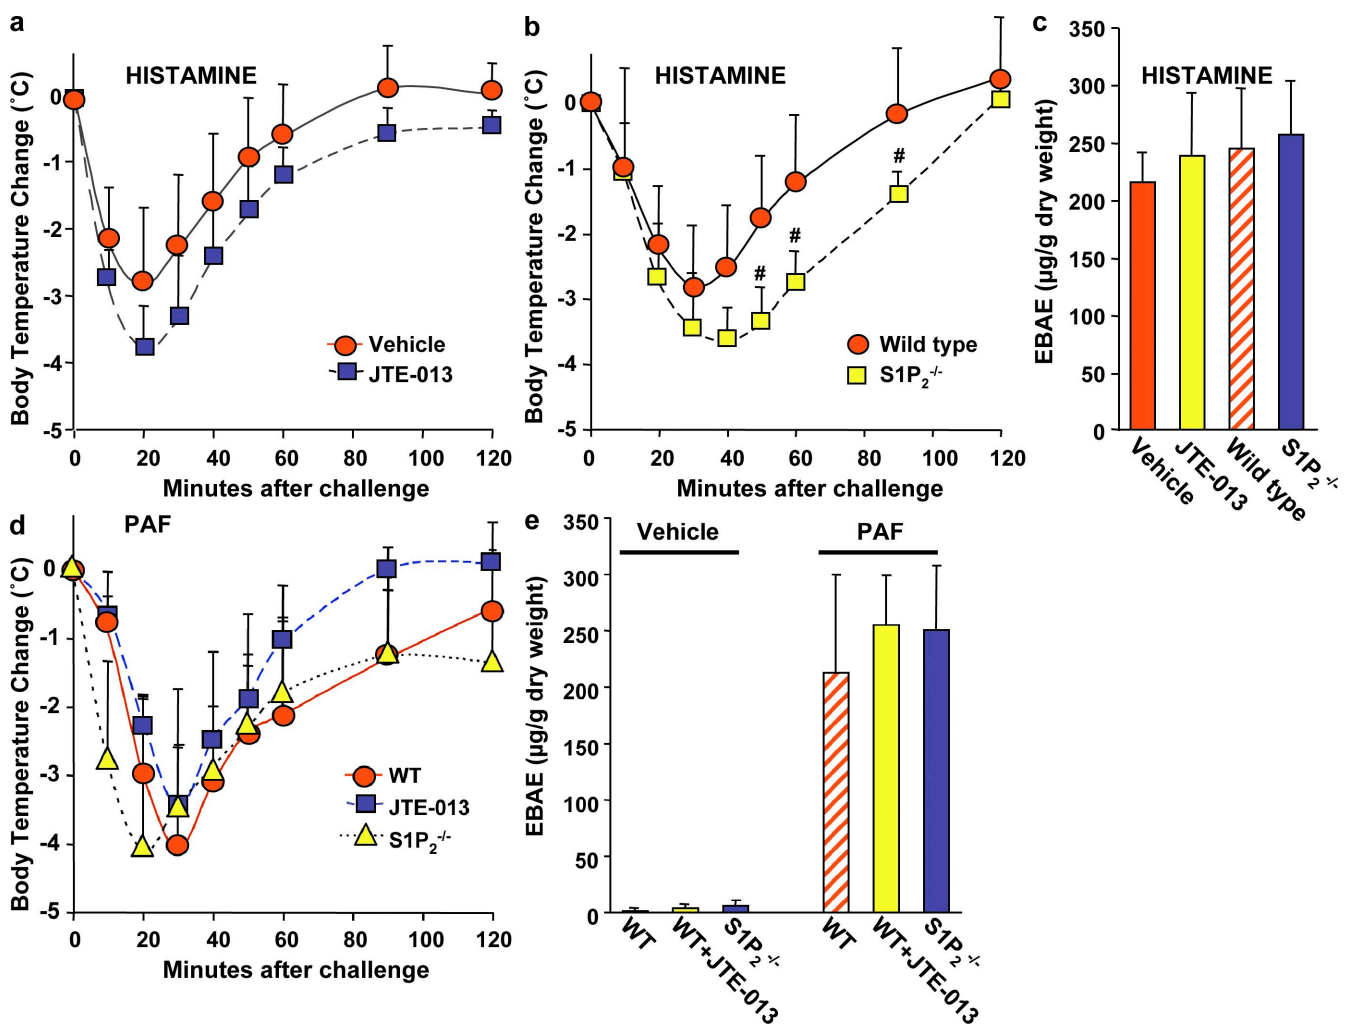 a
HISTAMINE
Body Temperature Change (˚C)
0
-1
-2
-3
-4
-5
Vehicle
JTE-013
0 20 40 60 80 100 120
Minutes after challenge
b
HISTAMINE
Body Temperature Change (˚C)
0
-1
-2
-3
-4
-5
# # #
Wild type
S1P2-/-
0 20 40 60 80 100 120
Minutes after challenge
c
HISTAMINE
EBAE (µg/g dry weight)
350
300
250
200
150
100
50
0
Vehicle
JTE-013
Wild type
S1P2-/-
d
PAF
Body Temperature Change (˚C)
0
-1
-2
-3
-4
-5
WT
JTE-013
S1P2-/-
0 20 40 60 80 100 120
Minutes after challenge
e
Vehicle
PAF
EBAE (µg/g dry weight)
350
300
250
200
150
100
50
0
WT
WT+JTE-013
S1P2-/-
WT
WT+JTE-013
S1P2-/-